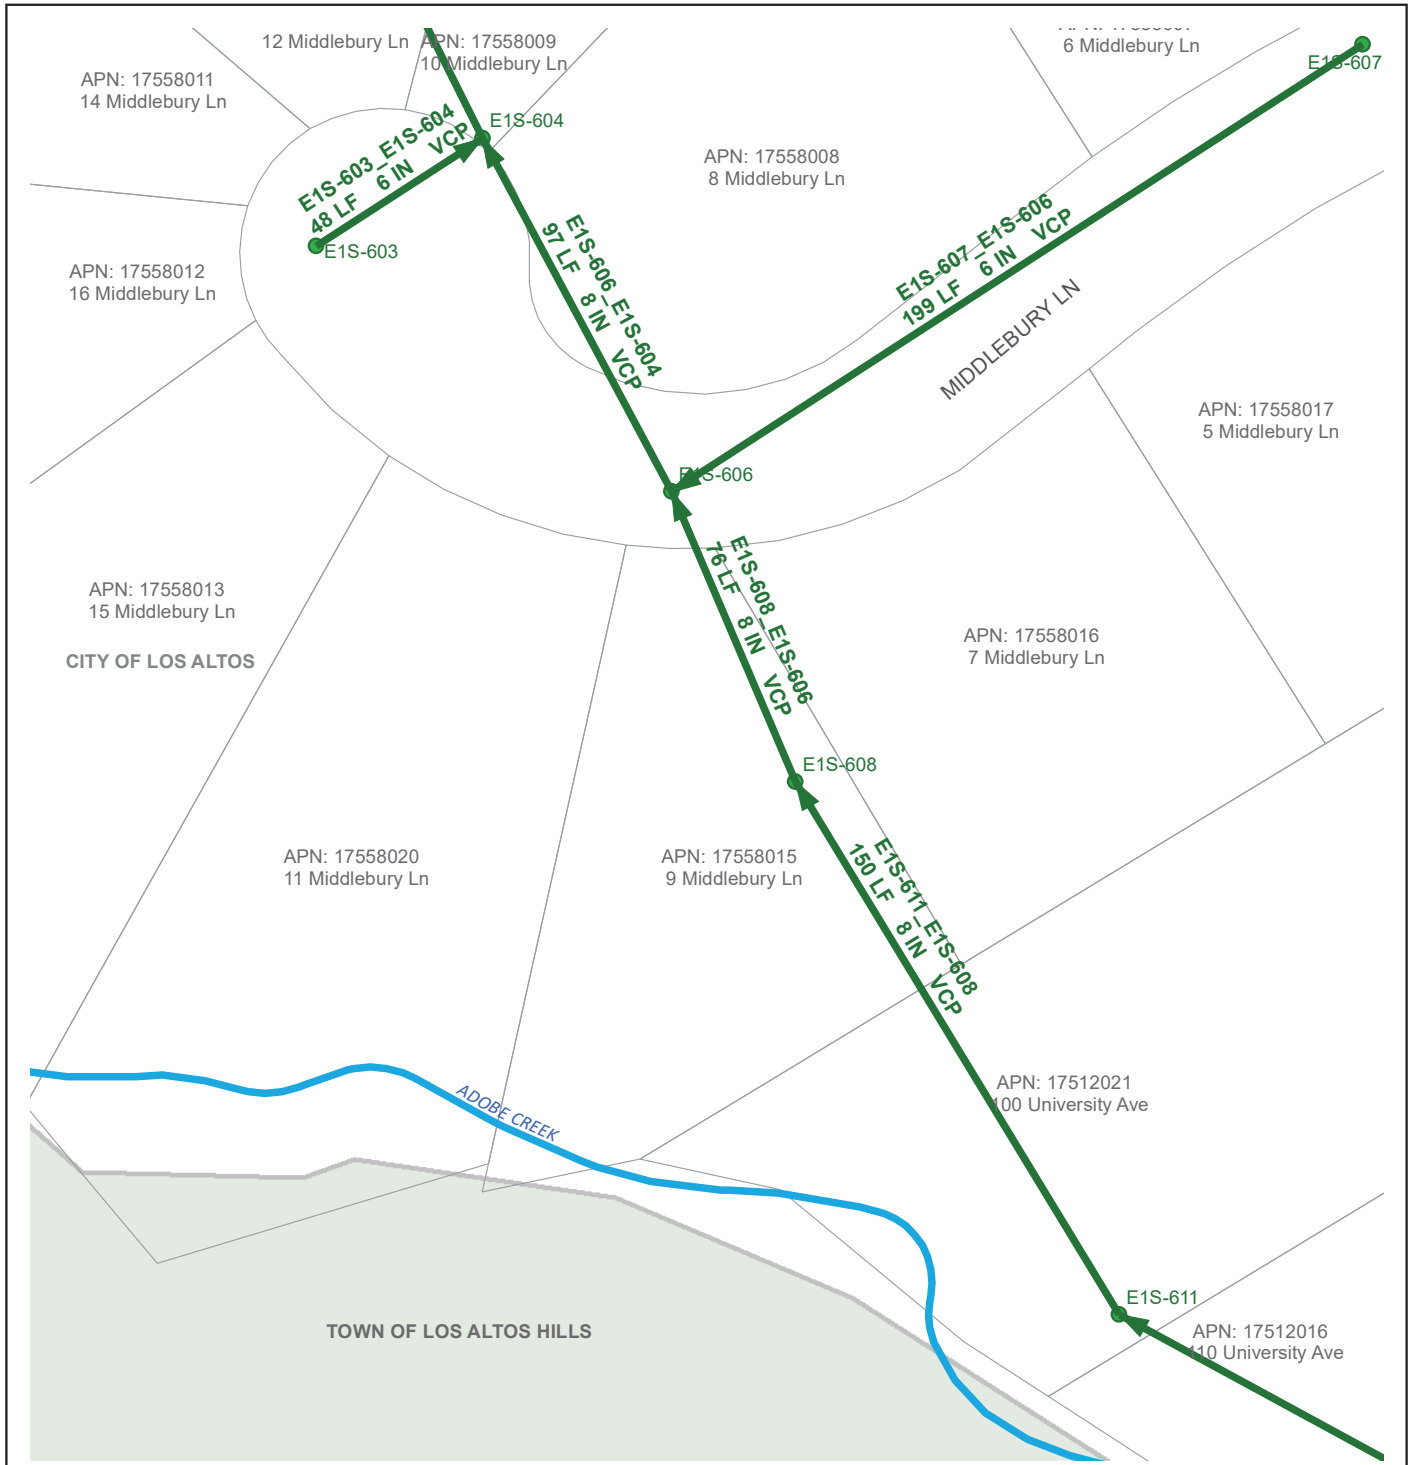 12 Middlebury Ln
APN: 17558009
10 Middlebury Ln
6 Middlebury Ln
E1S-607
APN: 17558011
14 Middlebury Ln
E1S-604
E1S-603_E1S-604
48 LF 6 IN VCP
E1S-603
APN: 17558008
8 Middlebury Ln
APN: 17558012
16 Middlebury Ln
E1S-606_E1S-604
97 LF 8 IN VCP
E1S-607_E1S-606
199 LF 6 IN VCP
MIDDLEBURY LN
APN: 17558017
5 Middlebury Ln
E1S-606
APN: 17558013
15 Middlebury Ln
CITY OF LOS ALTOS
E1S-608_E1S-606
76 LF 8 IN VCP
APN: 17558016
7 Middlebury Ln
E1S-608
APN: 17558020
11 Middlebury Ln
APN: 17558015
9 Middlebury Ln
E1S-611_E1S-608
150 LF 8 IN VCP
ADOBE CREEK
APN: 17512021
100 University Ave
TOWN OF LOS ALTOS HILLS
E1S-611
APN: 17512016
110 University Ave